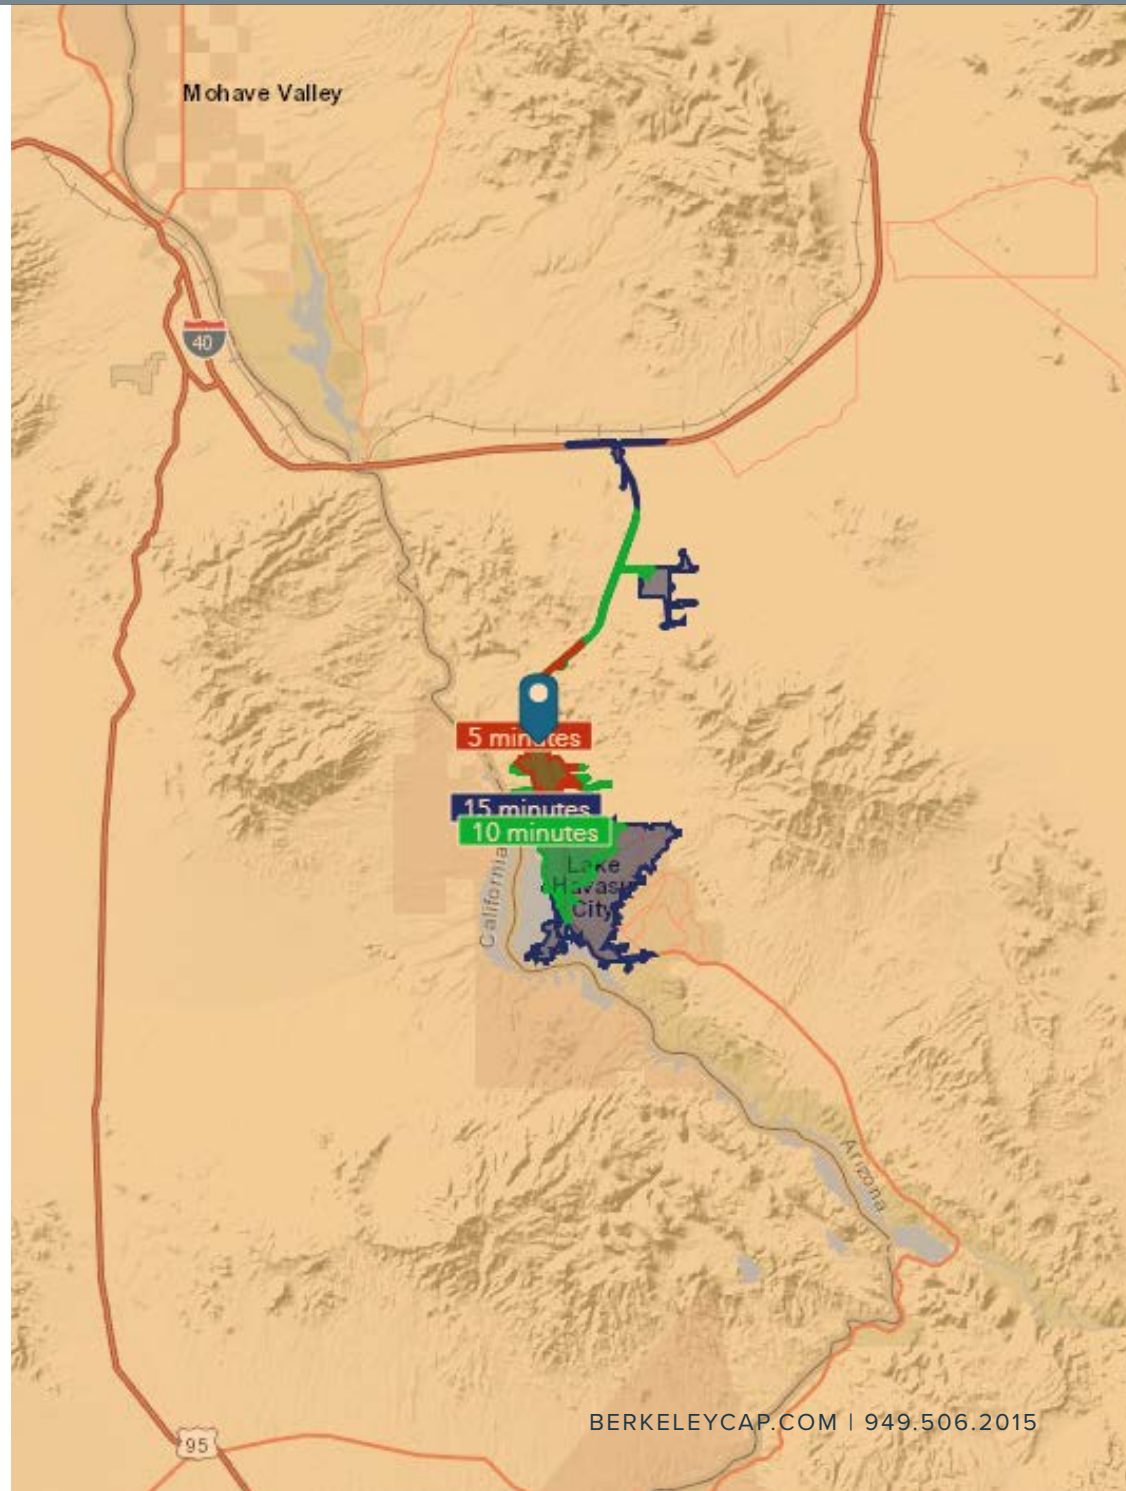 Mohave Valley
40
5 minutes
15 minutes
10 minutes
Lake
Havasu
City
California
Arizona
BERKELEYCAP.COM | 949.506.2015
95